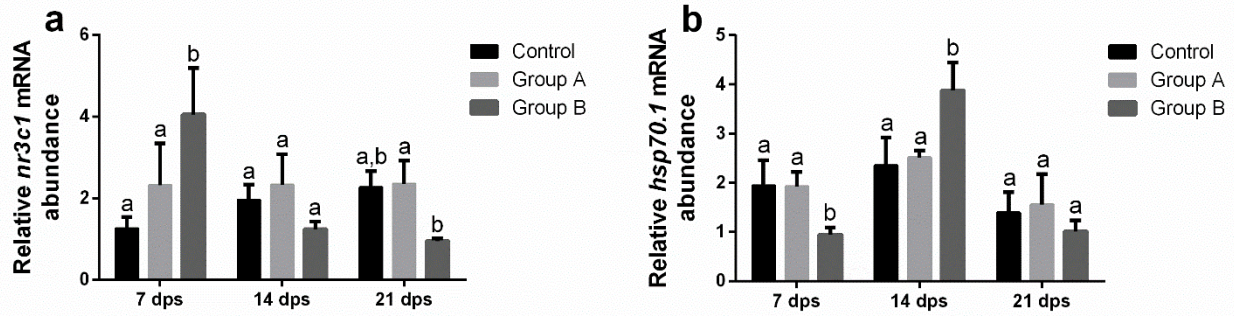 a
Relative nr3c1 mRNA
abundance
6
4
2
0
a
a
b
a
a
a
a,b
a
b
7 dps
14 dps
21 dps
Control
Group A
Group B
b
Relative hsp70.1 mRNA
abundance
5
4
3
2
1
0
a
a
b
a
a
b
a
a
a
7 dps
14 dps
21 dps
Control
Group A
Group B